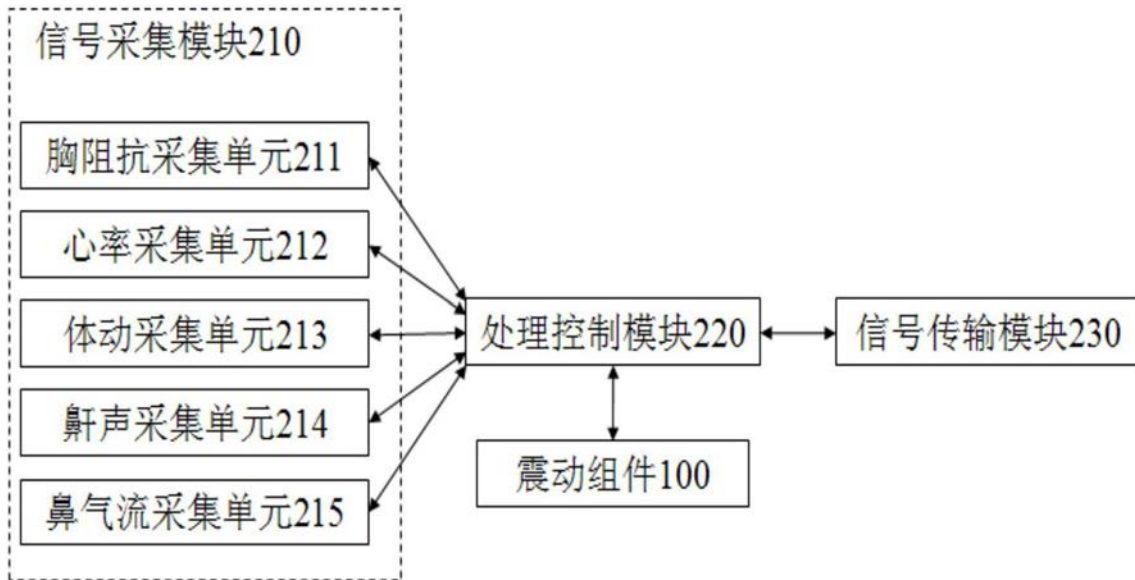 信号采集模块210
胸阻抗采集单元211
心率采集单元212
体动采集单元213
鼾声采集单元214
鼻气流采集单元215
处理控制模块220
信号传输模块230
震动组件100